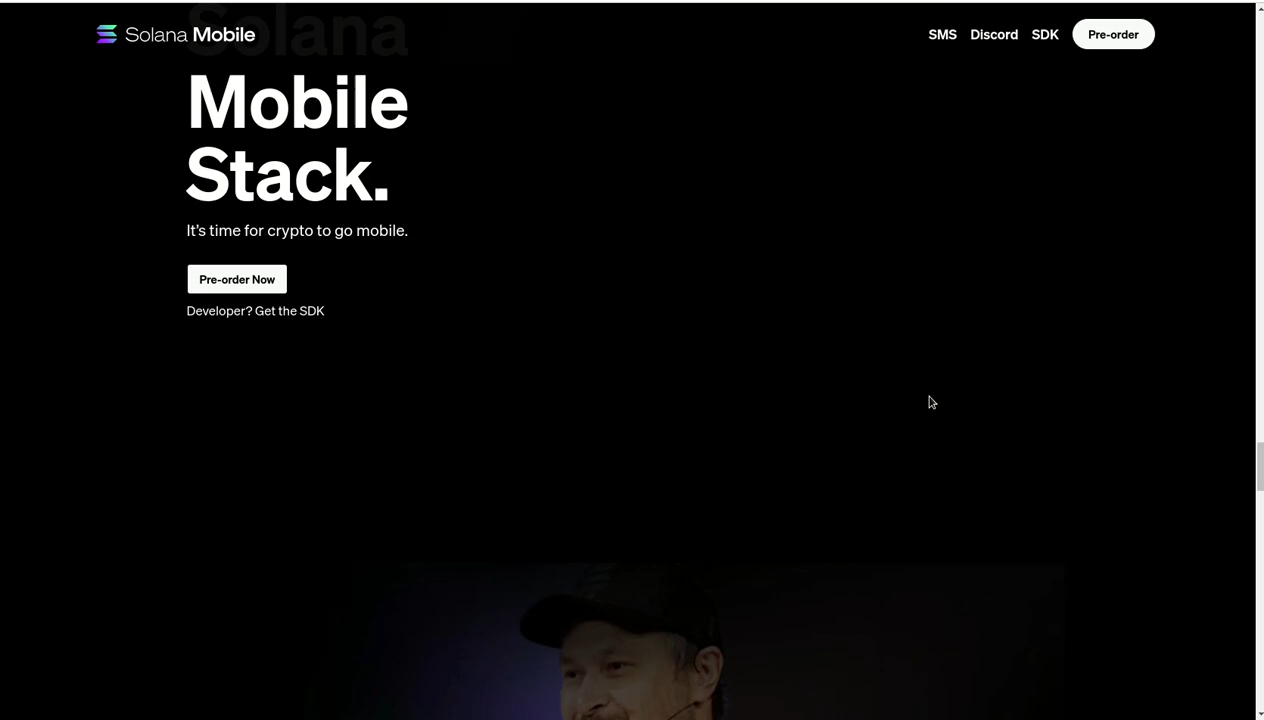 Solana Mobile
SMS
Discord
SDK
Pre-order
Solana
Mobile
Stack.
It's time for crypto to go mobile.
Pre-order Now
Developer? Get the SDK